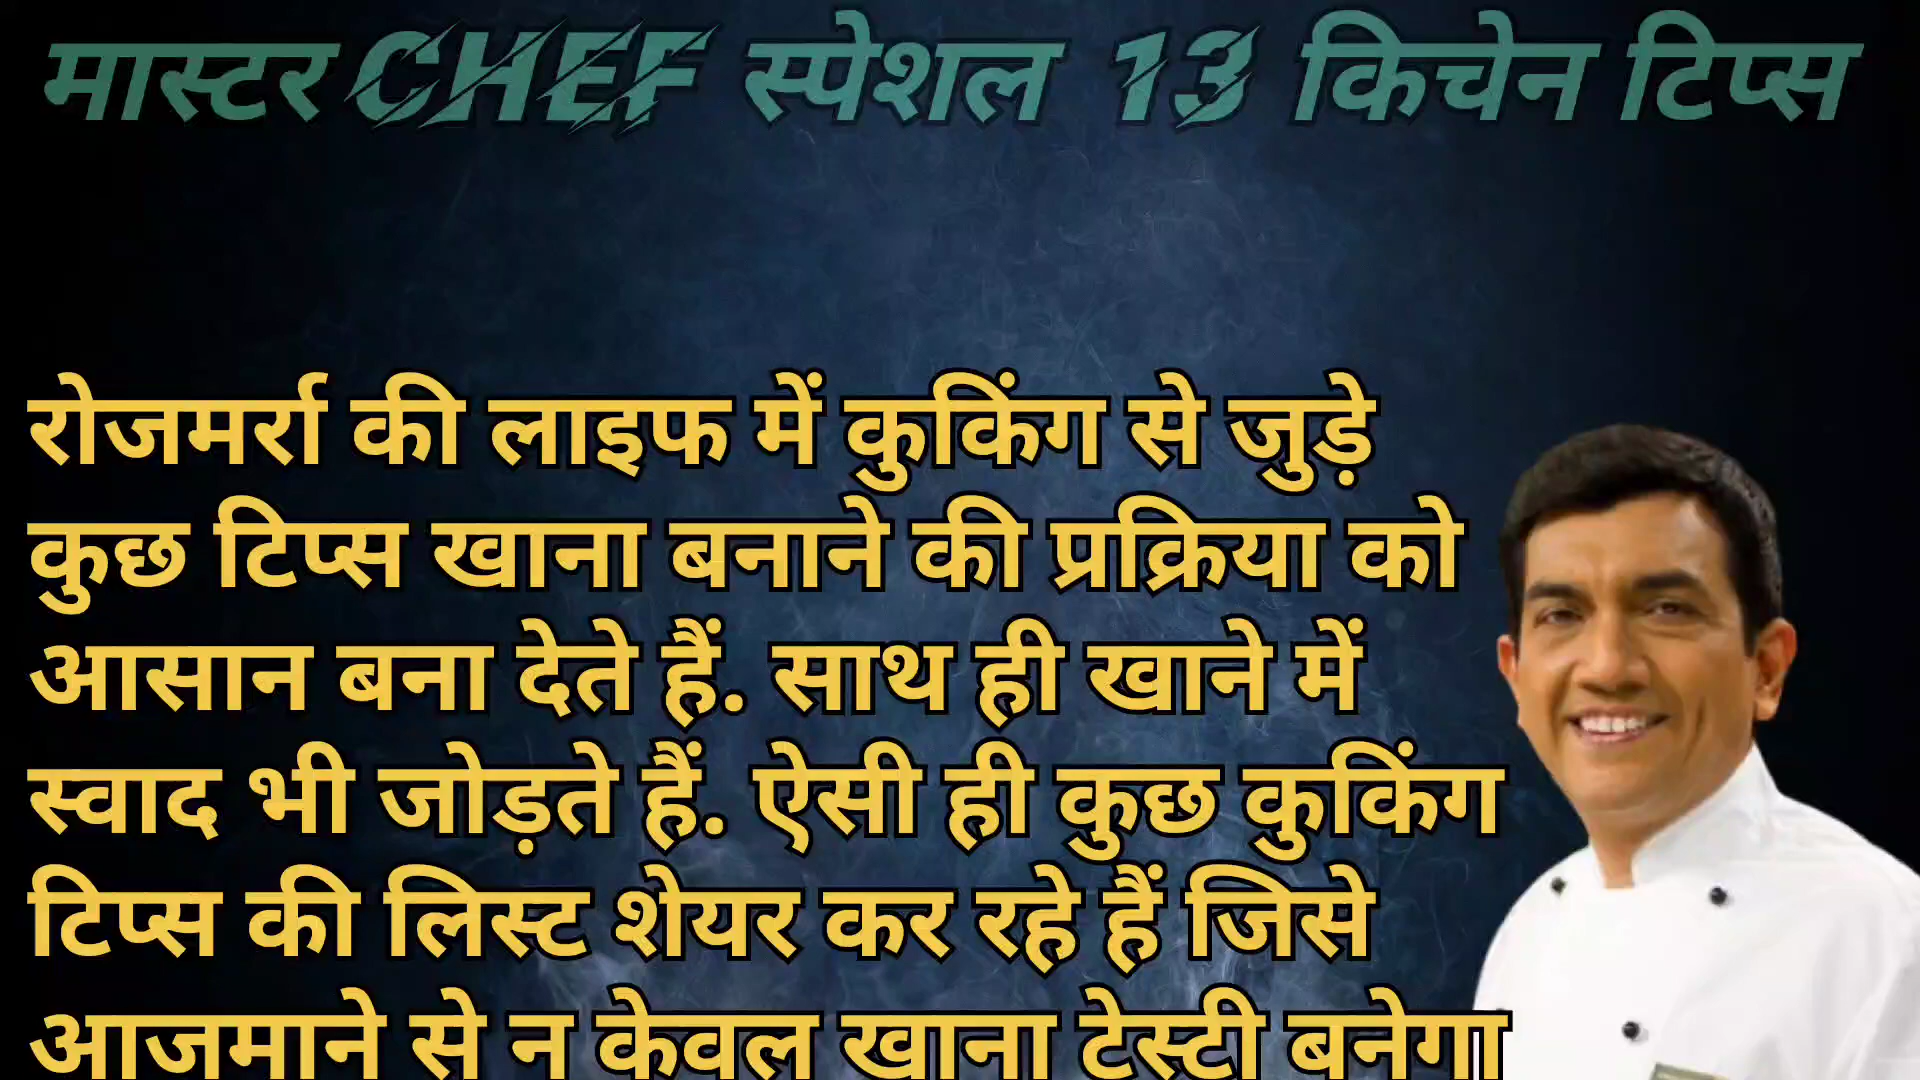 मास्टर CHEF स्पेशल 13 किचेन टिप्स
रोजमर्रा की लाइफ में कुकिंग से जुड़े
कुछ टिप्स खाना बनाने की प्रक्रिया को
आसान बना देते हैं. साथ ही खाने में
स्वाद भी जोड़ते हैं. ऐसी ही कुछ कुकिंग
टिप्स की लिस्ट शेयर कर रहे हैं जिसे
आजमाने से न केवल खाना टेस्टी बनेगा